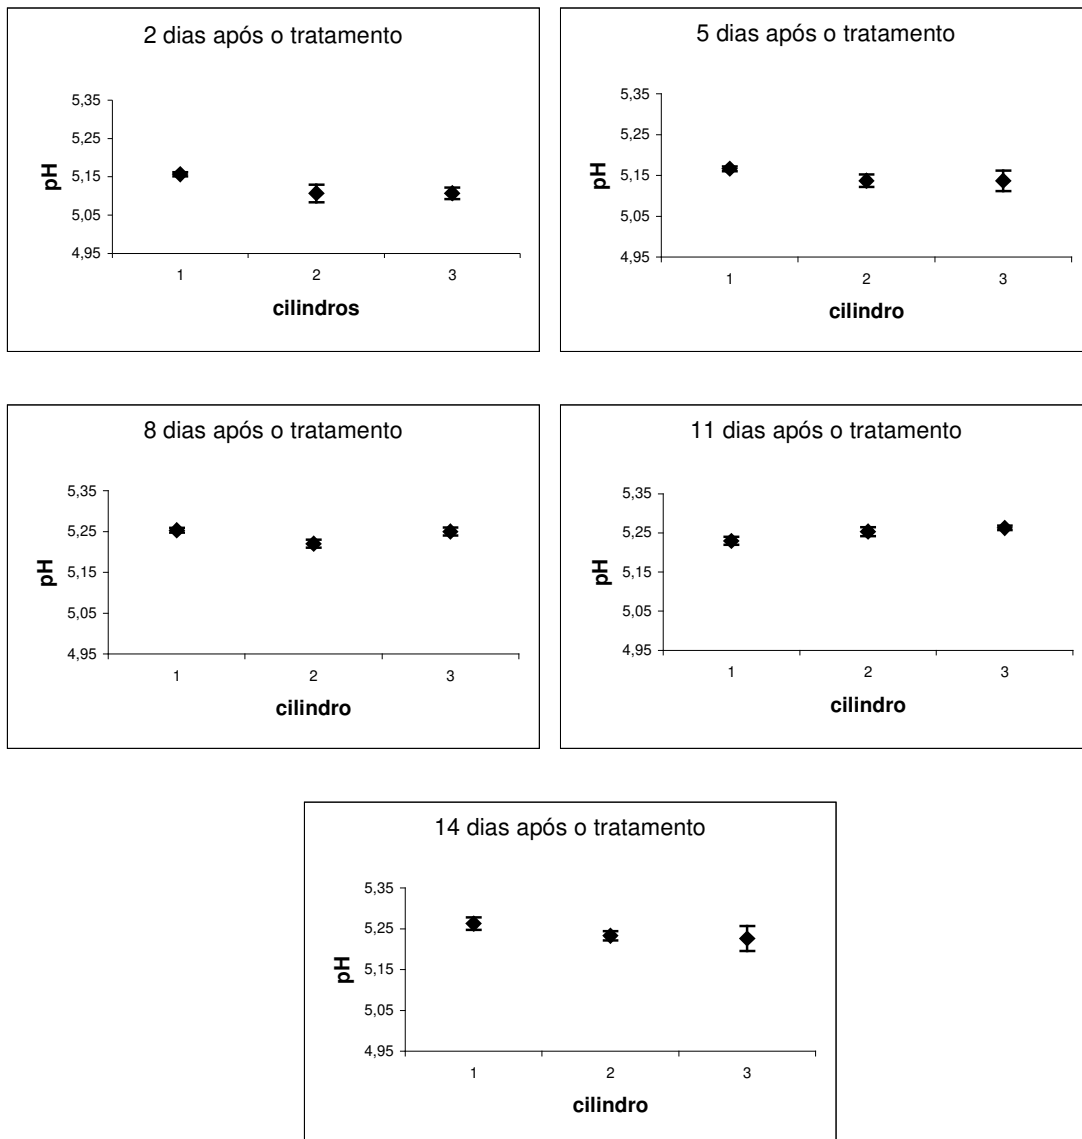 2 dias após o tratamento
5,35
5,25
5,15
5,05
4,95
pH
1 2 3
cilindros
5 dias após o tratamento
5,35
5,25
5,15
5,05
4,95
pH
1 2 3
cilindro
8 dias após o tratamento
5,35
5,25
5,15
5,05
4,95
pH
1 2 3
cilindro
11 dias após o tratamento
5,35
5,25
5,15
5,05
4,95
pH
1 2 3
cilindro
14 dias após o tratamento
5,35
5,25
5,15
5,05
4,95
pH
1 2 3
cilindro